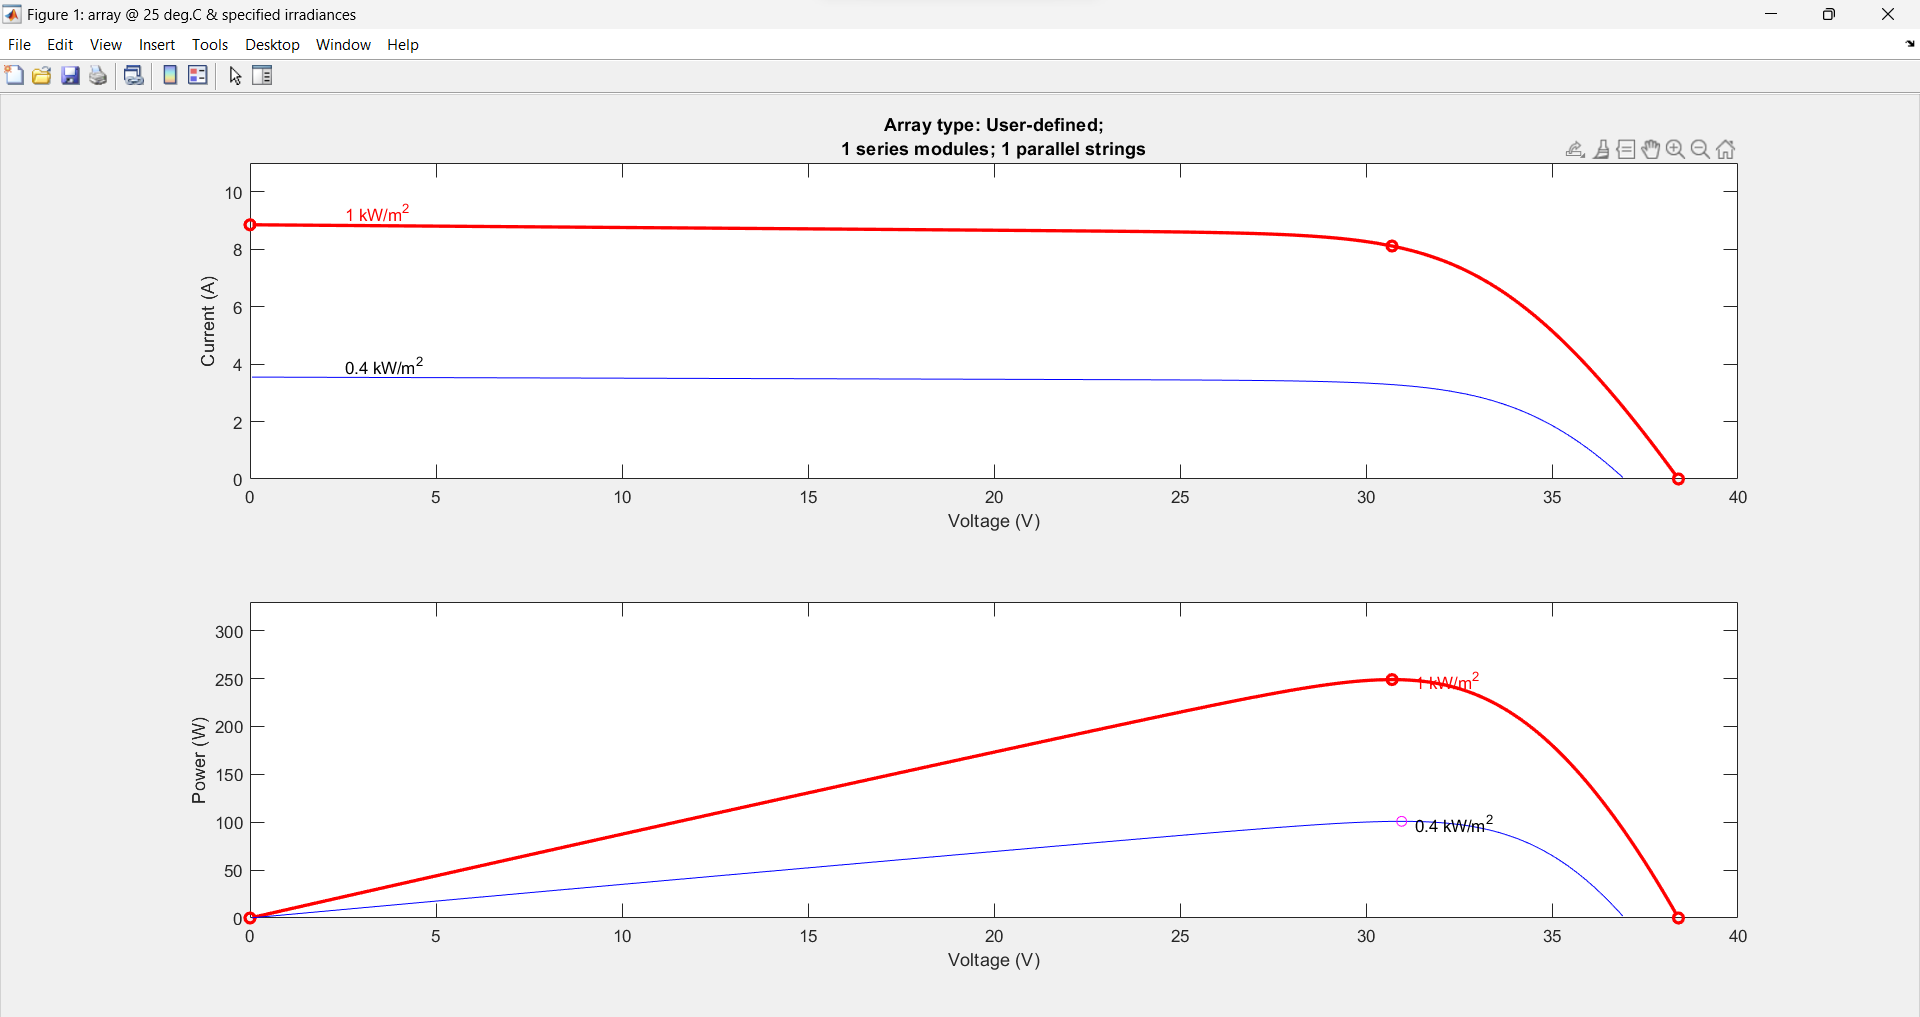 Figure 1: array @ 25 deg.C & specified irradiances
File Edit View Insert Tools Desktop Window Help
Array type: User-defined;
1 series modules; 1 parallel strings
10
8
6
4
2
0
Current (A)
1 kW/m²
0.4 kW/m²
0 5 10 15 20 25 30 35 40
Voltage (V)
300
250
200
150
100
50
0
Power (W)
1 kW/m²
0.4 kW/m²
0 5 10 15 20 25 30 35 40
Voltage (V)